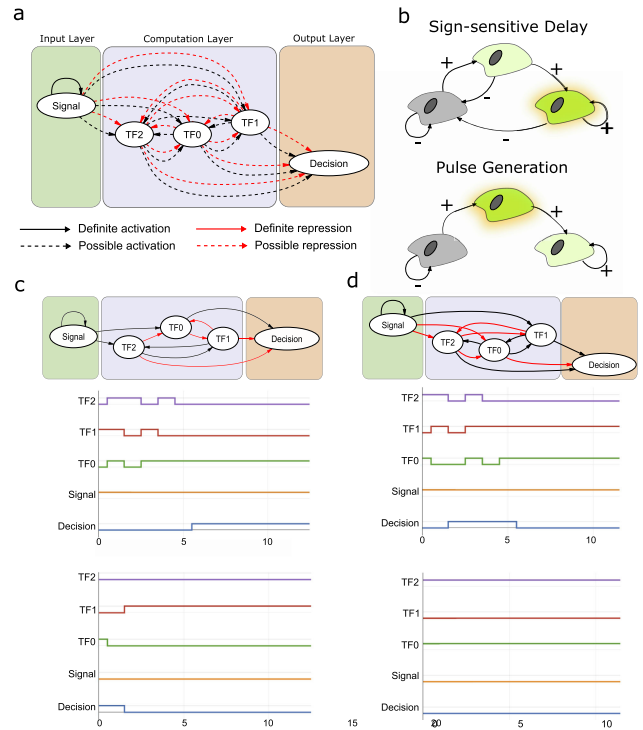 a
Input Layer
Computation Layer
Output Layer
Signal
TF2
TF0
TF1
Decision
Definite activation
Definite repression
Possible activation
Possible repression
b
Sign-sensitive Delay
+
+
-
-
-
+
Pulse Generation
+
+
-
+
c
Signal
TF0
TF2
TF1
Decision
TF2
TF1
TF0
Signal
Decision
0
5
10
TF2
TF1
TF0
Signal
Decision
15
d
Signal
TF2
TF0
TF1
Decision
TF2
TF1
TF0
Signal
Decision
0
5
10
TF2
TF1
TF0
Signal
Decision
0
5
10